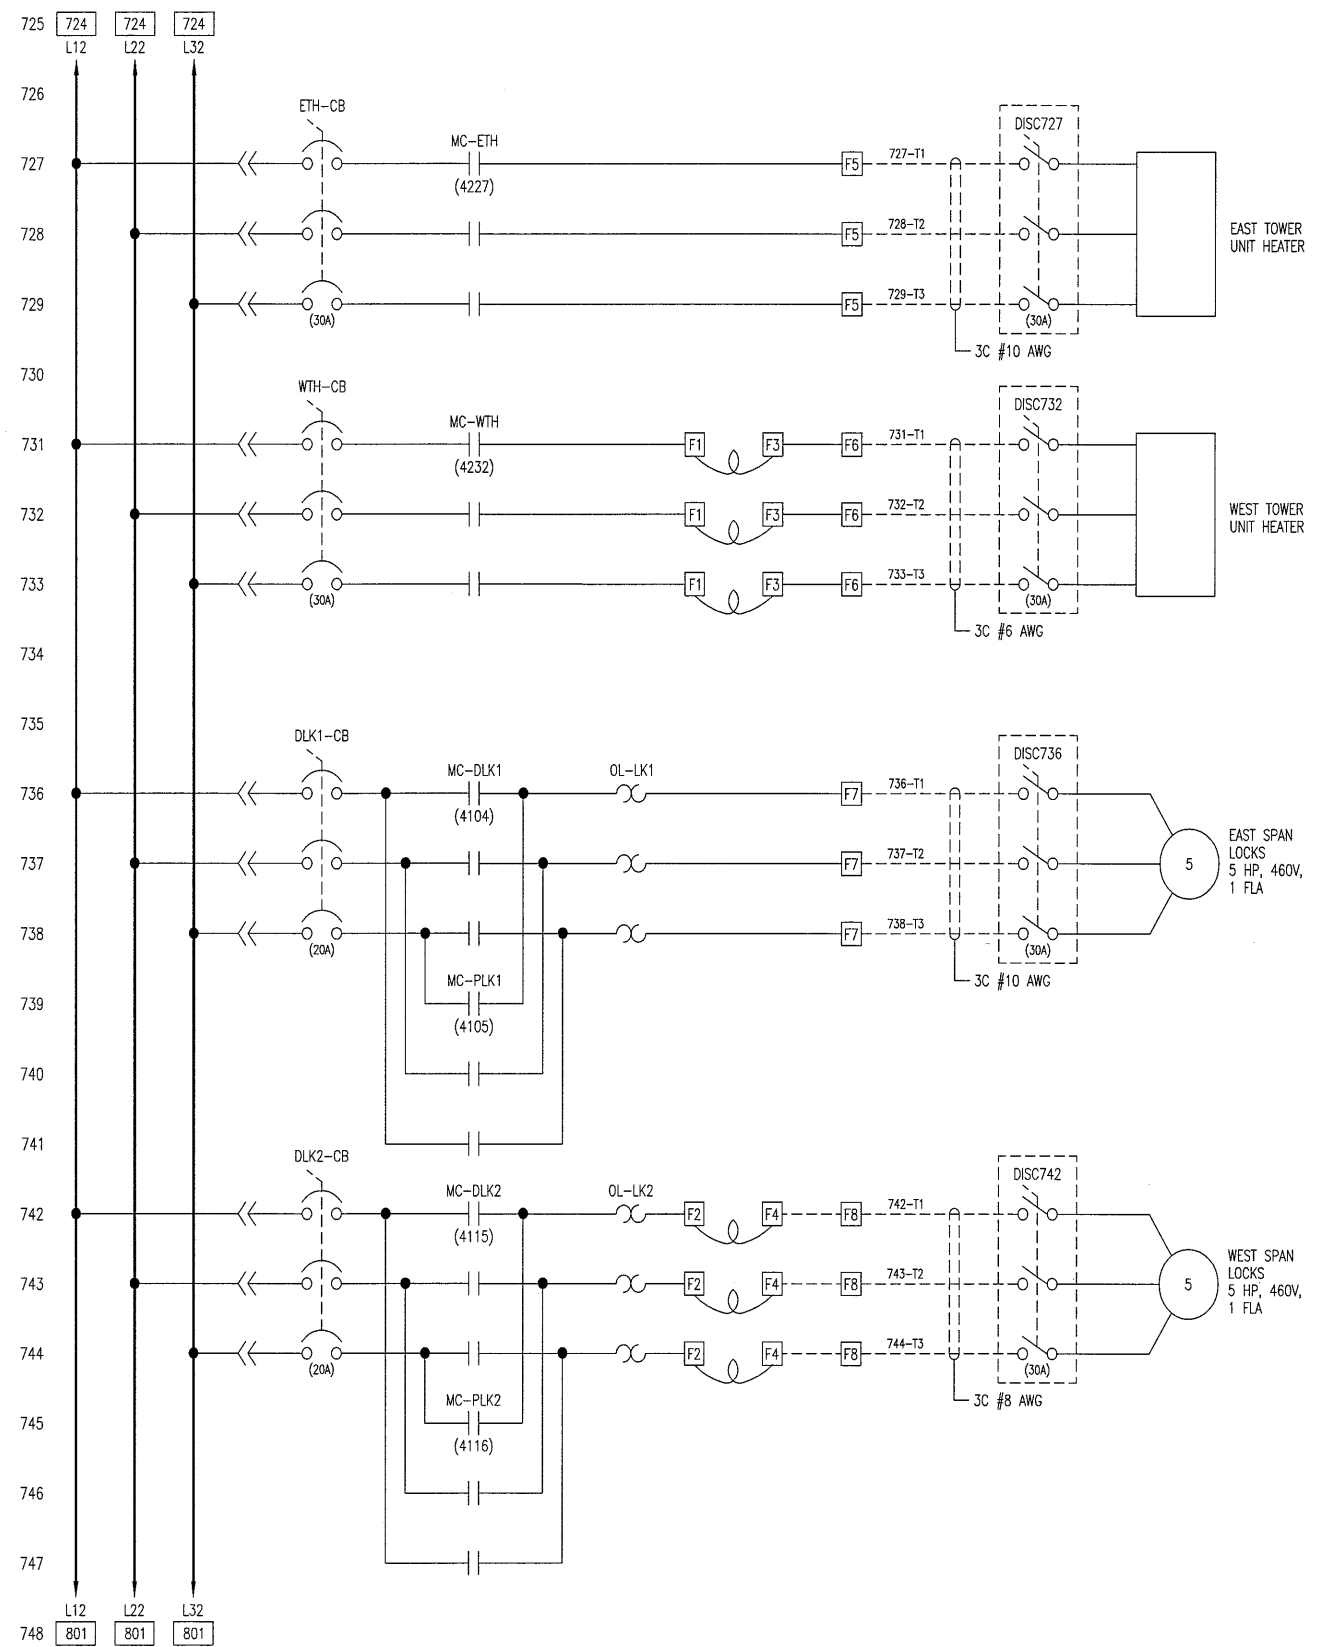 725 724 724 724
L12 L22 L32
726
ETH-CB
DISC727
MC-ETH
727 F5 727-T1
(4227)
728 F5 728-T2
EAST TOWER
UNIT HEATER
729 F5 729-T3
(30A) (30A)
3C #10 AWG
730
WTH-CB
DISC732
MC-WTH
731 F1 F3 F6 731-T1
(4232)
732 F1 F3 F6 732-T2
WEST TOWER
UNIT HEATER
733 F1 F3 F6 733-T3
(30A) (30A)
3C #6 AWG
734
735
DLK1-CB
DISC736
MC-DLK1 OL-LK1
736 F7 736-T1
(4104)
737 F7 737-T2 5
EAST SPAN
LOCKS
5 HP, 460V,
1 FLA
738 F7 738-T3
(20A) (30A)
MC-PLK1
3C #10 AWG
739
(4105)
740
741
DLK2-CB
DISC742
MC-DLK2 OL-LK2
742 F2 F4 F8 742-T1
(4115)
743 F2 F4 F8 743-T2 5
WEST SPAN
LOCKS
5 HP, 460V,
1 FLA
744 F2 F4 F8 744-T3
(20A) (30A)
MC-PLK2
3C #8 AWG
745
(4116)
746
747
L12 L22 L32
748 801 801 801